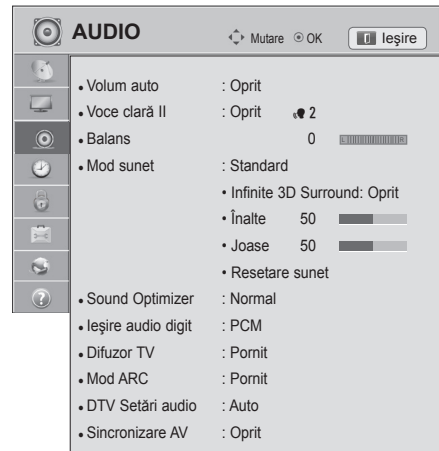 AUDIO Mutare OK Ieşire
• Volum auto : Oprit
• Voce clară II : Oprit 2
• Balans 0 L R
• Mod sunet : Standard
• Infinite 3D Surround: Oprit
• Înalte 50
• Joase 50
• Resetare sunet
• Sound Optimizer : Normal
• Ieşire audio digit : PCM
• Difuzor TV : Pornit
• Mod ARC : Pornit
• DTV Setări audio : Auto
• Sincronizare AV : Oprit